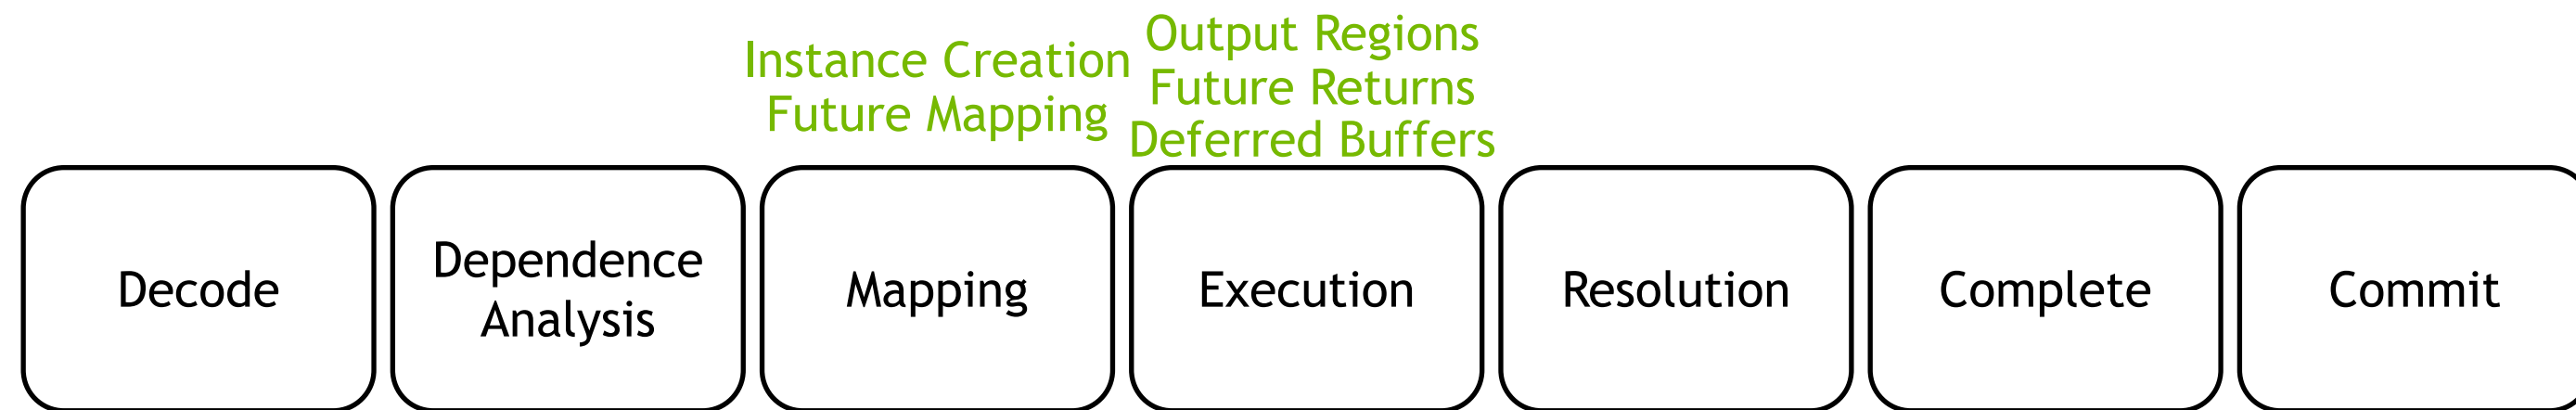 Instance Creation
Future Mapping
Output Regions
Future Returns
Deferred Buffers
Decode
Dependence
Analysis
Mapping
Execution
Resolution
Complete
Commit